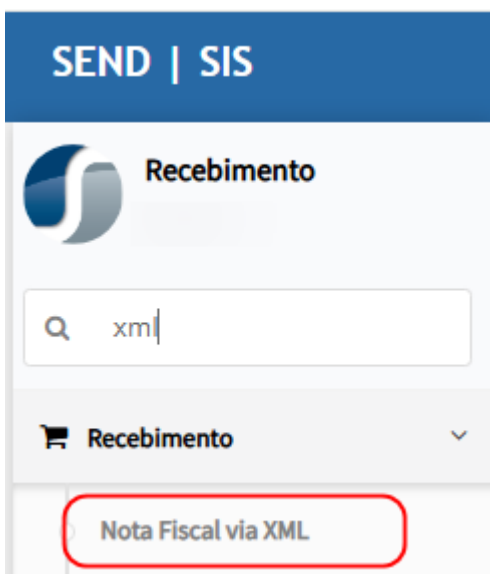 SEND | SIS
Recebimento
xml
Recebimento
Nota Fiscal via XML